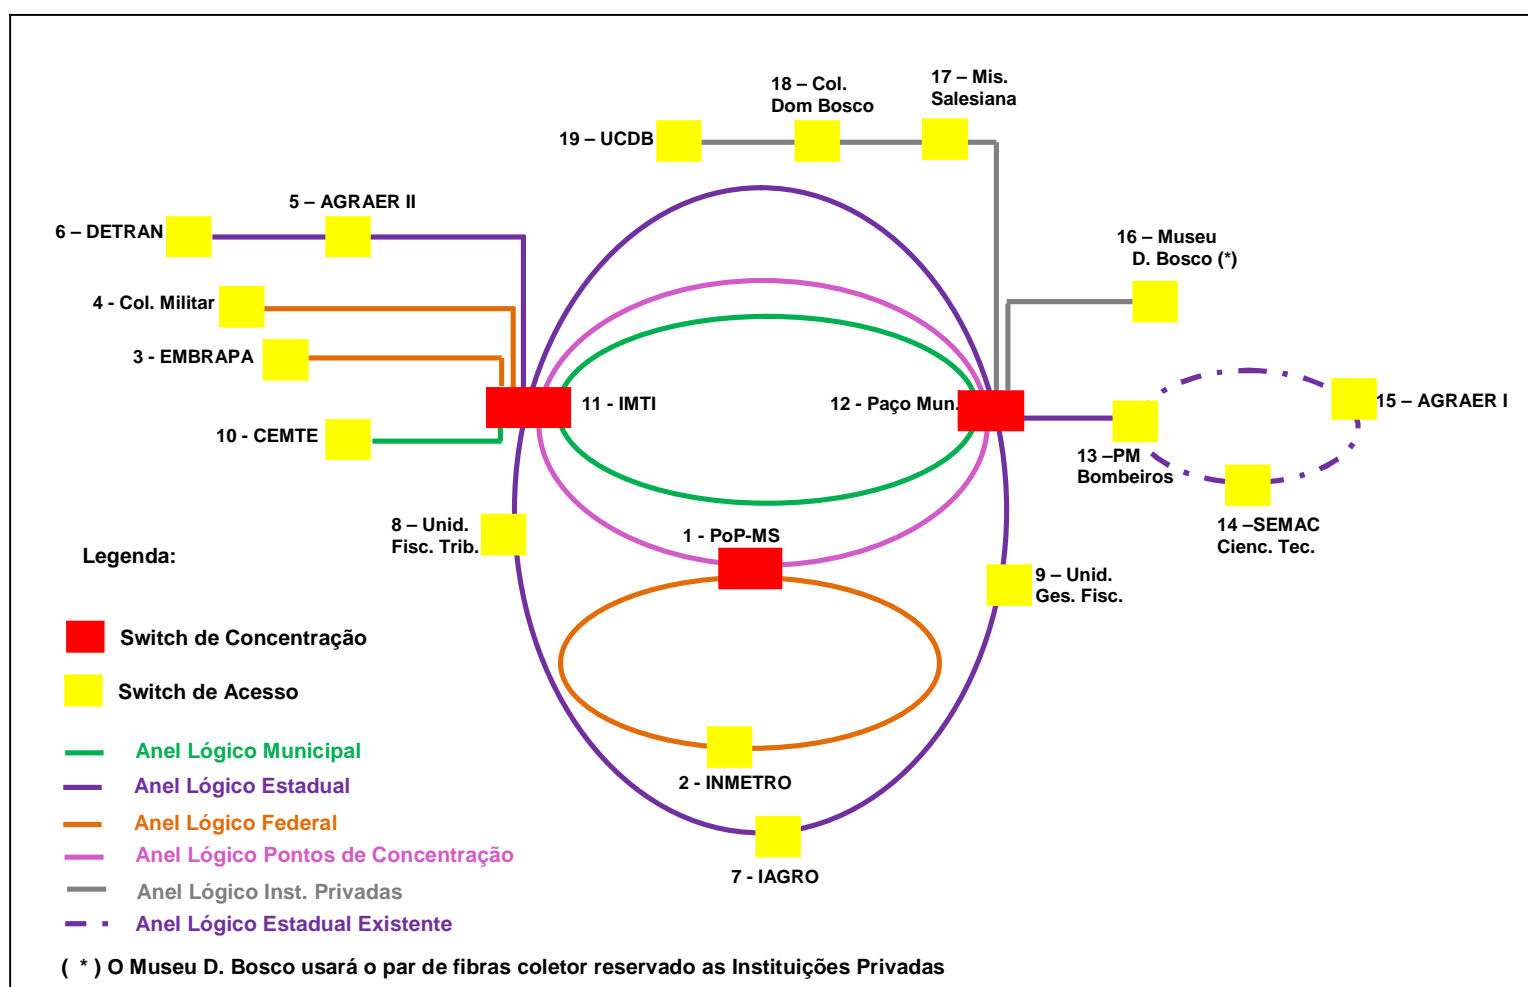 17 – Mis.
Salesiana
18 – Col.
Dom Bosco
19 – UCDB
5 – AGRAER II
6 – DETRAN
16 – Museu
D. Bosco (*)
4 - Col. Militar
3 - EMBRAPA
11 - IMTI
12 - Paço Mun.
15 – AGRAER I
10 - CEMTE
13 –PM
Bombeiros
8 – Unid.
Fisc. Trib.
1 - PoP-MS
14 –SEMAC
Cienc. Tec.
9 – Unid.
Ges. Fisc.
2 - INMETRO
7 - IAGRO
Legenda:
Switch de Concentração
Switch de Acesso
Anel Lógico Municipal
Anel Lógico Estadual
Anel Lógico Federal
Anel Lógico Pontos de Concentração
Anel Lógico Inst. Privadas
Anel Lógico Estadual Existente
( * ) O Museu D. Bosco usará o par de fibras coletor reservado as Instituições Privadas